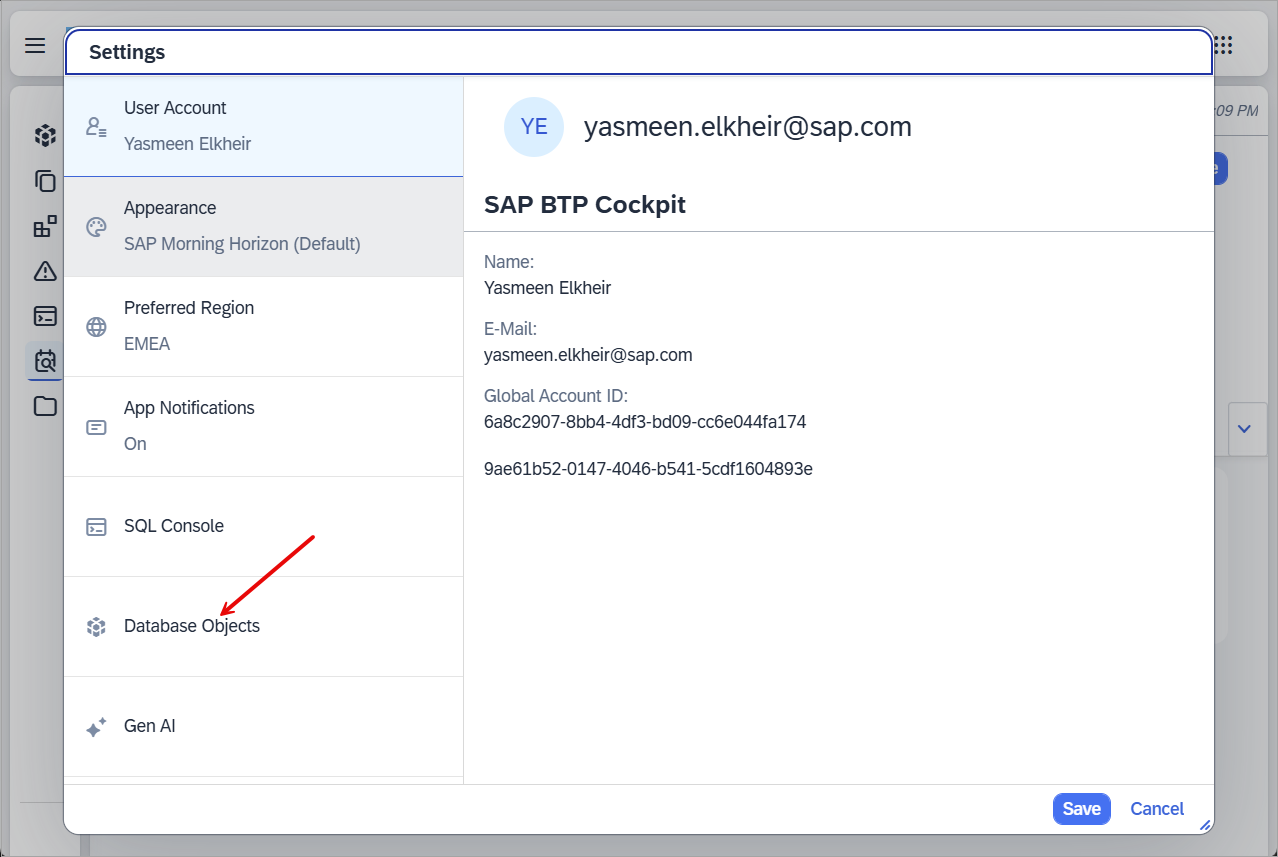 Settings
:09 PM
User Account
Yasmeen Elkheir
Appearance
SAP Morning Horizon (Default)
Preferred Region
EMEA
App Notifications
On
SQL Console
Database Objects
Gen AI
YE
yasmeen.elkheir@sap.com
SAP BTP Cockpit
Name:
Yasmeen Elkheir
E-Mail:
yasmeen.elkheir@sap.com
Global Account ID:
6a8c2907-8bb4-4df3-bd09-cc6e044fa174
9ae61b52-0147-4046-b541-5cdf1604893e
Save
Cancel